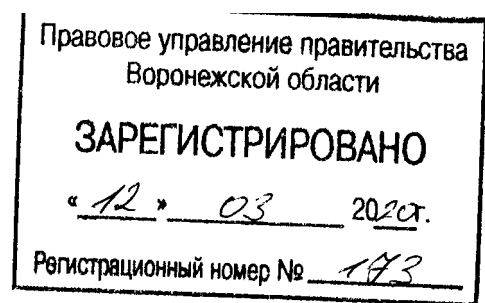 Правовое управление правительства
Воронежской области
ЗАРЕГИСТРИРОВАНО
« 12 » 03 2020г.
Регистрационный номер № 173